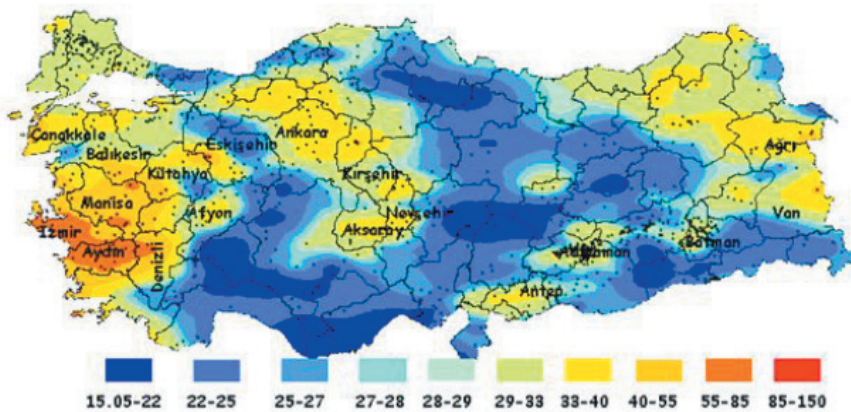 Çanakkale
Balıkesir
Eskişehir
Ankara
Ağrı
Kütahya
Kırşehir
Manisa
Afyon
Nevşehir
Van
İzmir
Aksaray
Batman
Aydın
Denizli
Antep
15.05-22 22-25 25-27 27-28 28-29 29-33 33-40 40-55 55-85 85-150